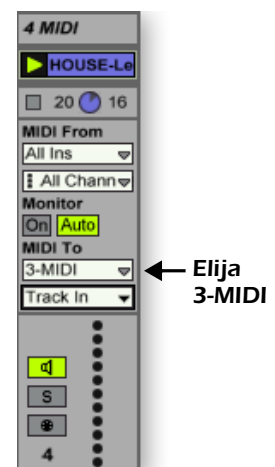 4 MIDI
HOUSE-Le
20 16
MIDI From
All Ins
All Chann
Monitor
On Auto
MIDI To
3-MIDI
Track In
Elija
3-MIDI
S
4